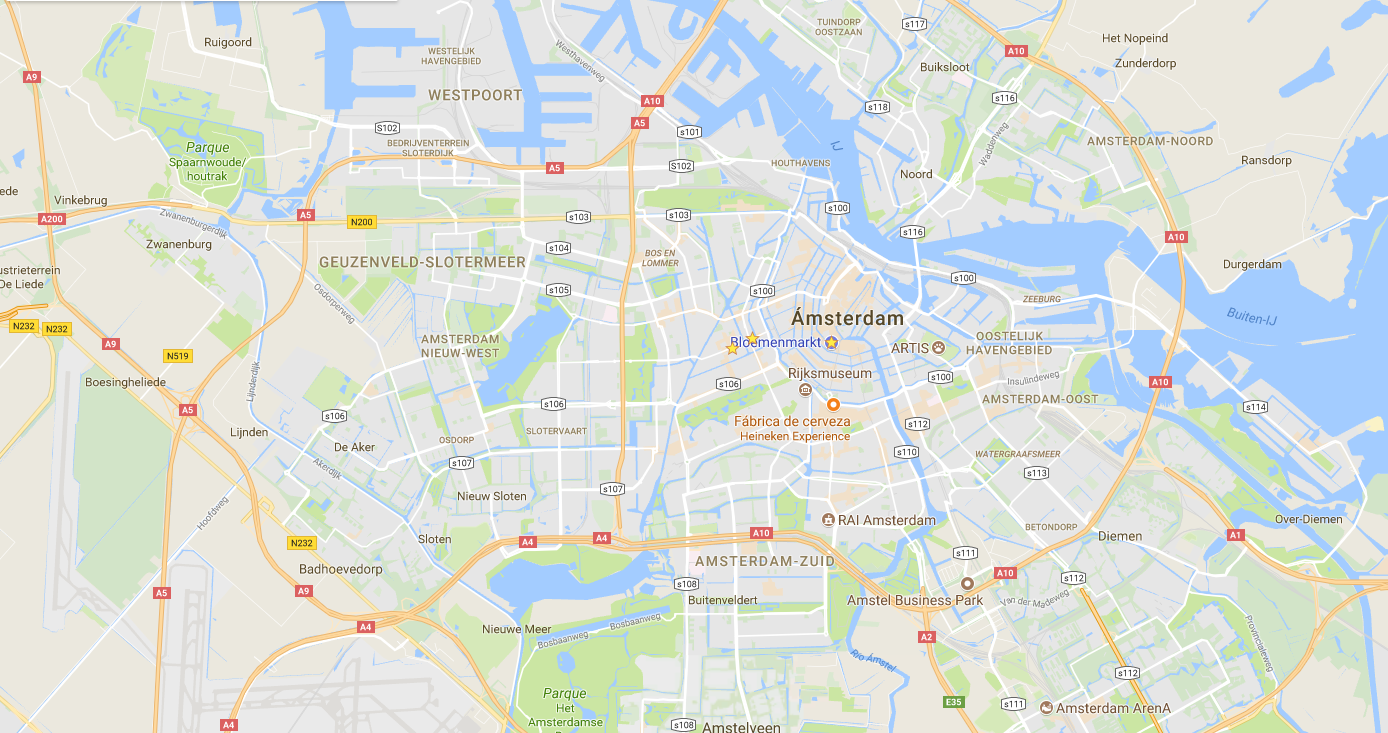 TUINDORP
OOSTZAAN
s117
Ruigoord
WESTELIJK
HAVENGEBIED
Westhavenweg
A10
Het Nopeind
Zunderdorp
Buiksloot
A9
WESTPOORT
A10
s118
s116
A5
S102
s101
Waddenweg
AMSTERDAM-NOORD
Parque
Spaarnwoude/
houtrak
BEDRIJVENTERREIN
SLOTERDIJK
IJ
A5
S102
HOUTHAVENS
Ransdorp
Noord
Vinkebrug
A200
Zwanenburgerdijk
A5
N200
s103
s103
s100
s116
A10
Zwanenburg
s104
BOS EN
LOMMER
GEUZENVELD-SLOTERMEER
Durgerdam
ustrieterrein
De Liede
Osdorperweg
s105
s100
s100
ZEEBURG
Buiten-IJ
N232
N232
Ámsterdam
A9
N519
AMSTERDAM
NIEUW-WEST
Bloemenmarkt
ARTIS
OOSTELIJK
HAVENGEBIED
Boesingheliede
Lijnderdijk
s106
Rijksmuseum
s100
Insulindeweg
A10
AMSTERDAM-OOST
A5
s106
s106
s114
Fábrica de cerveza
Heineken Experience
s112
Lijnden
De Aker
OSDORP
SLOTERVAART
s110
WATERGRAAFSMEER
Akerdijk
s107
s113
s107
Nieuw Sloten
Hoofdweg
RAI Amsterdam
Over-Diemen
BETONDORP
Diemen
A1
N232
Sloten
A4
A4
A10
s111
AMSTERDAM-ZUID
Badhoevedorp
A10
s112
A5
A9
s108
Buitenveldert
Amstel Business Park
Van der Madeweg
A4
Nieuwe Meer
Bosbaanweg
Bosbaanweg
A2
Provincialeweg
Río Ámstel
s112
Parque
Het
Amsterdamse
E35
s111
Amsterdam ArenA
A4
s108
Amstelveen